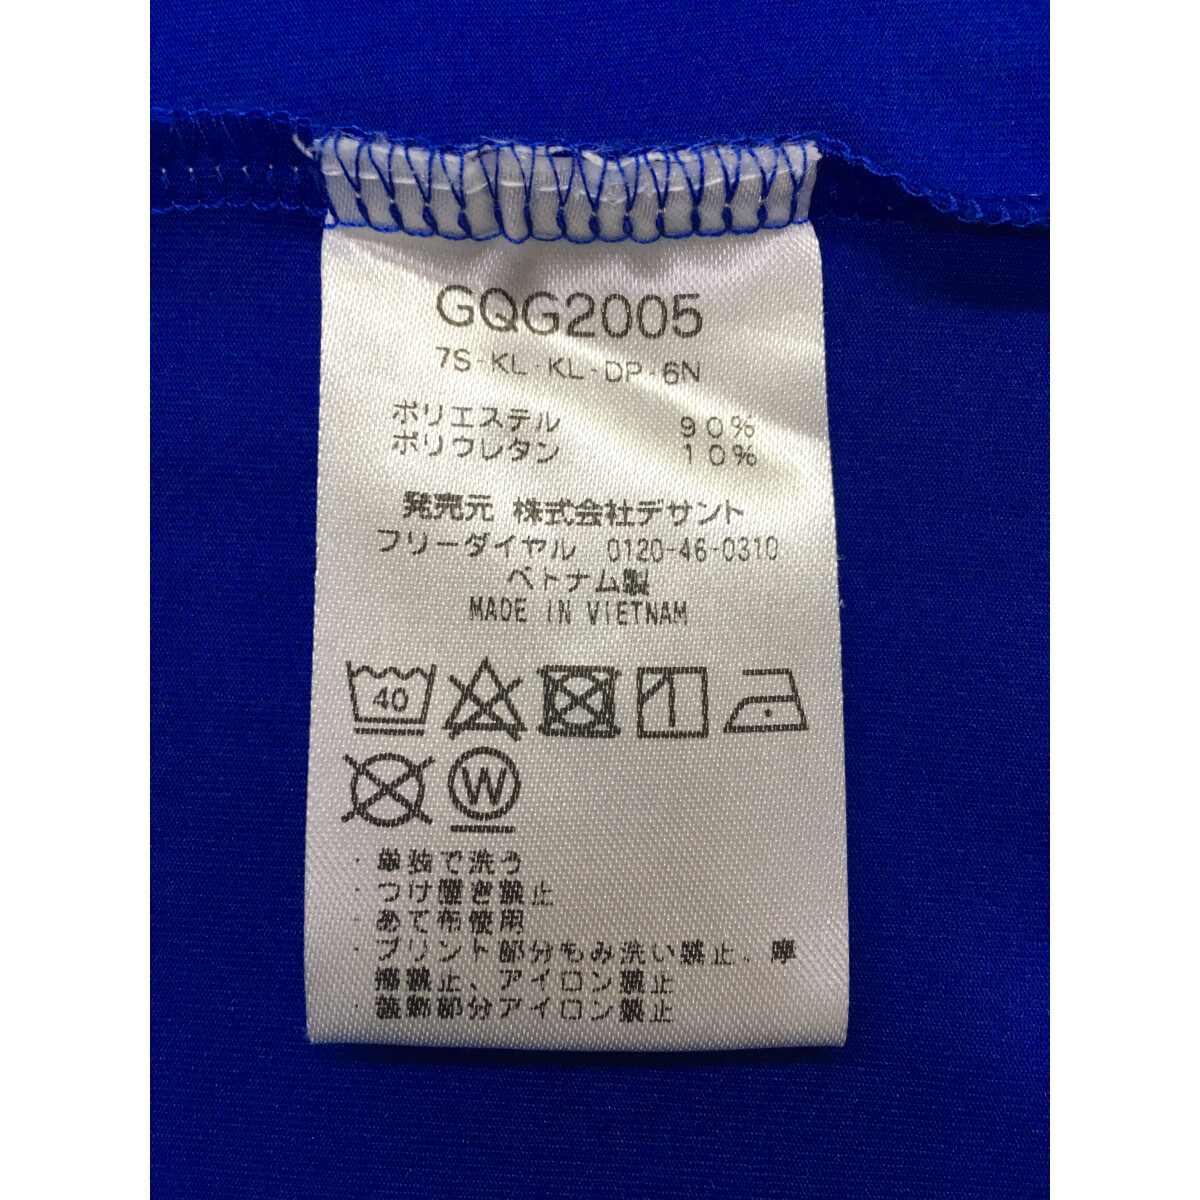 GQG2005
7S-KL・KL-DP・6N
ポリエステル 90%
ポリウレタン 10%
発売元 株式会社デサント
フリーダイヤル 0120-46-0310
ベトナム製
MADE IN VIETNAM
40
W
・単独で洗う
・つけ置き禁止
・あて布使用
・プリント部分もみ洗い禁止、摩
擦禁止、アイロン禁止
・装飾部分アイロン禁止